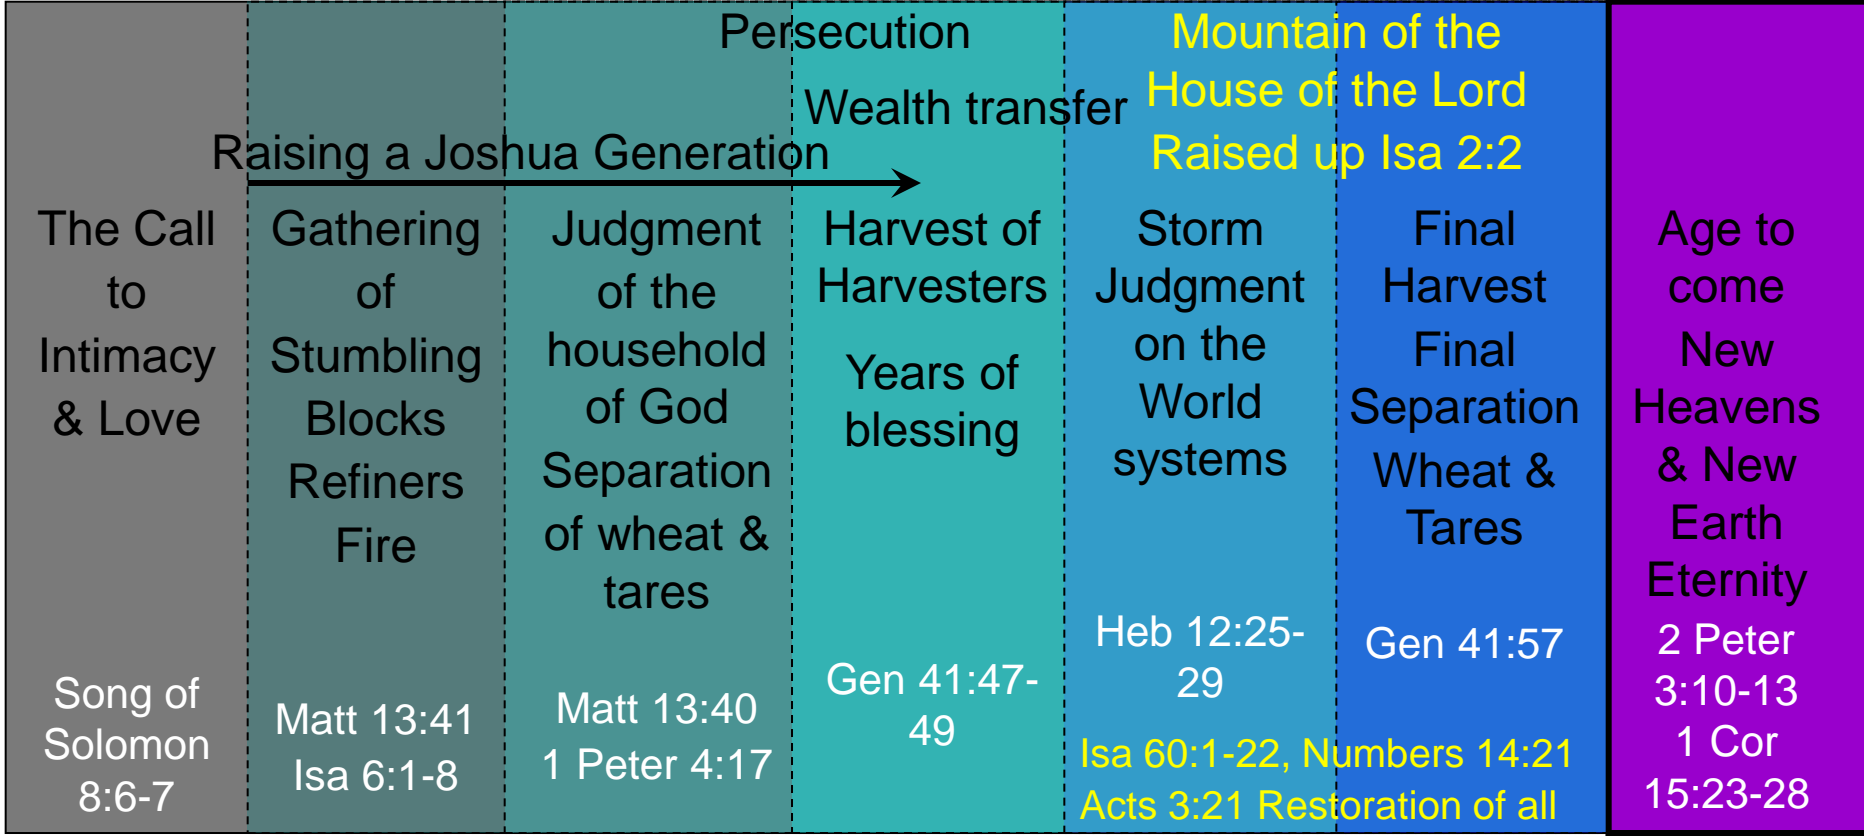 Persecution
Wealth transfer
Raising a Joshua Generation
Mountain of the
House of the Lord
Raised up Isa 2:2
The Call
to
Intimacy
& Love
Song of
Solomon
8:6-7
Gathering
of
Stumbling
Blocks
Refiners
Fire
Matt 13:41
Isa 6:1-8
Judgment
of the
household
of God
Separation
of wheat &
tares
Matt 13:40
1 Peter 4:17
Harvest of
Harvesters
Years of
blessing
Gen 41:47-
49
Storm
Judgment
on the
World
systems
Heb 12:25-
29
Final
Harvest
Final
Separation
Wheat &
Tares
Gen 41:57
Isa 60:1-22, Numbers 14:21
Acts 3:21 Restoration of all
Age to
come
New
Heavens
& New
Earth
Eternity
2 Peter
3:10-13
1 Cor
15:23-28